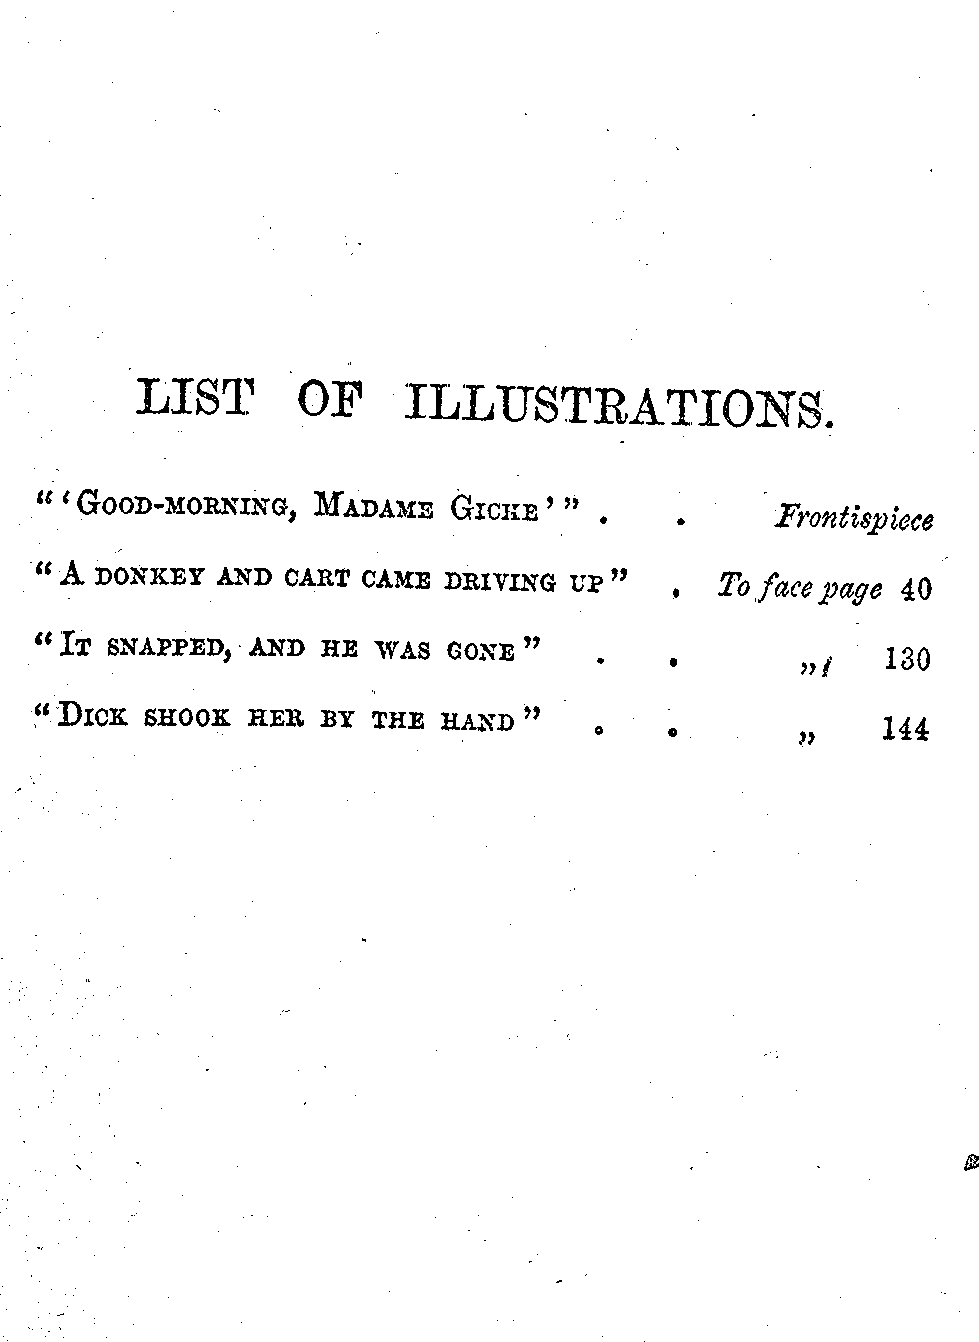 LIST OF ILLUSTRATIONS.
“‘Good-morning, Madame Gicke’” . . Frontispiece
“A donkey and cart came driving up” . To face page 40
“It snapped, and he was gone” . . „ 130
“Dick shook her by the hand” . . „ 144